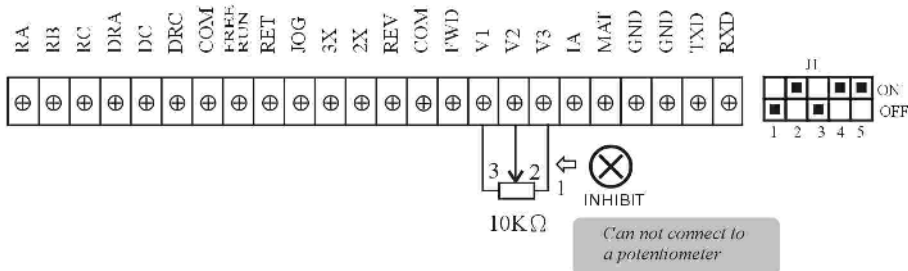 RA RB RC DRA DC DRC COM FREE RUN RET JOG 3X 2X REV COM FWD V1 V2 V3 IA MAT GND GND TXD RXD
J1
ON
OFF
1 2 3 4 5
3 2
1
INHIBIT
10KΩ
Can not connect to
a potentiometer